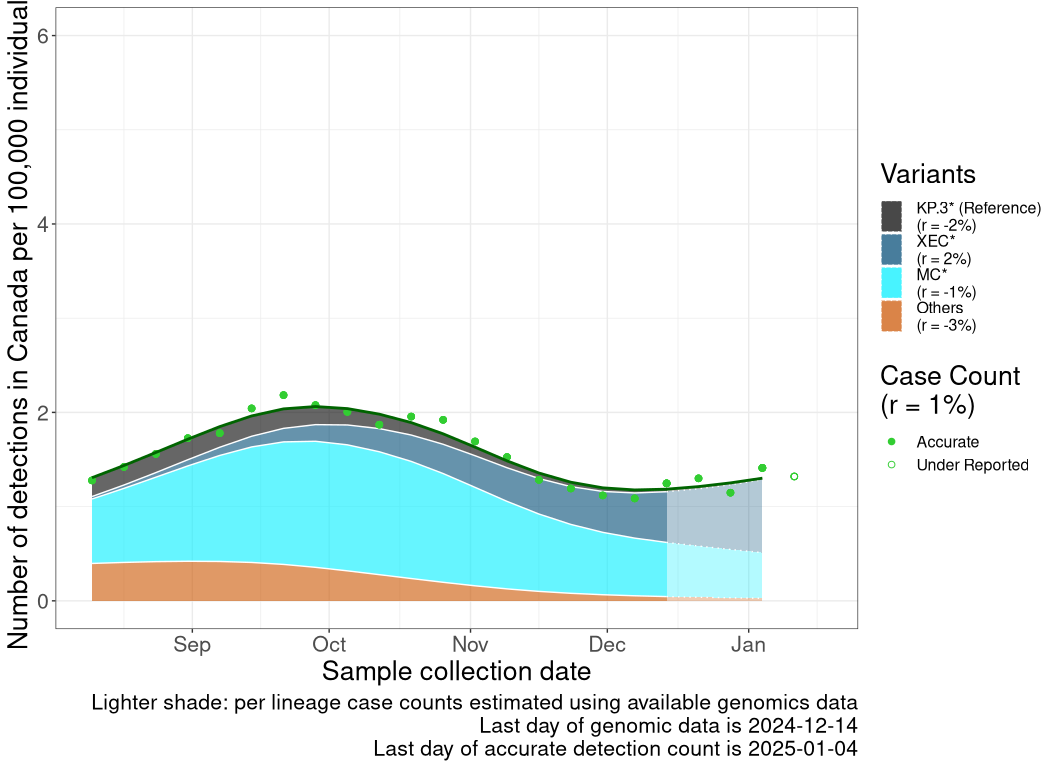 Number of detections in Canada per 100,000 individual
6
4
2
0
Sep Oct Nov Dec Jan
Sample collection date
Lighter shade: per lineage case counts estimated using available genomics data
Last day of genomic data is 2024-12-14
Last day of accurate detection count is 2025-01-04
Variants
KP.3* (Reference)
(r = -2%)
XEC*
(r = 2%)
MC*
(r = -1%)
Others
(r = -3%)
Case Count
(r = 1%)
Accurate
Under Reported